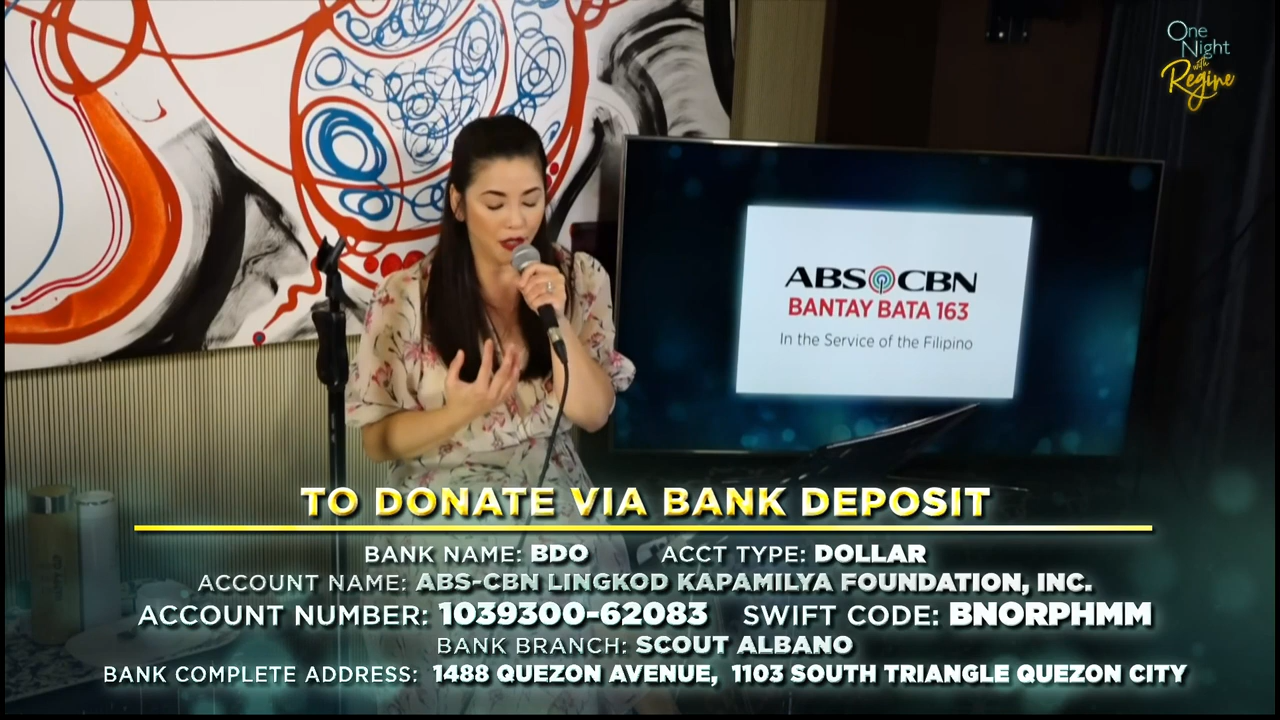 One
Night
with
Regine
ABS CBN
BANTAY BATA 163
In the Service of the Filipino
TO DONATE VIA BANK DEPOSIT
BANK NAME: BDO ACCT TYPE: DOLLAR
ACCOUNT NAME: ABS-CBN LINGKOD KAPAMILYA FOUNDATION, INC.
ACCOUNT NUMBER: 1039300-62083 SWIFT CODE: BNORPHMM
BANK BRANCH: SCOUT ALBANO
BANK COMPLETE ADDRESS: 1488 QUEZON AVENUE, 1103 SOUTH TRIANGLE QUEZON CITY